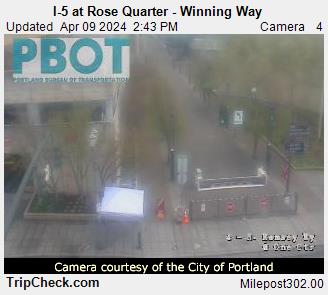 I-5 at Rose Quarter - Winning Way
Updated Apr 09 2024 2:43 PM Camera 4
PBOT
PORTLAND BUREAU OF TRANSPORTATION
Camera courtesy of the City of Portland
TripCheck.com Milepost302.00